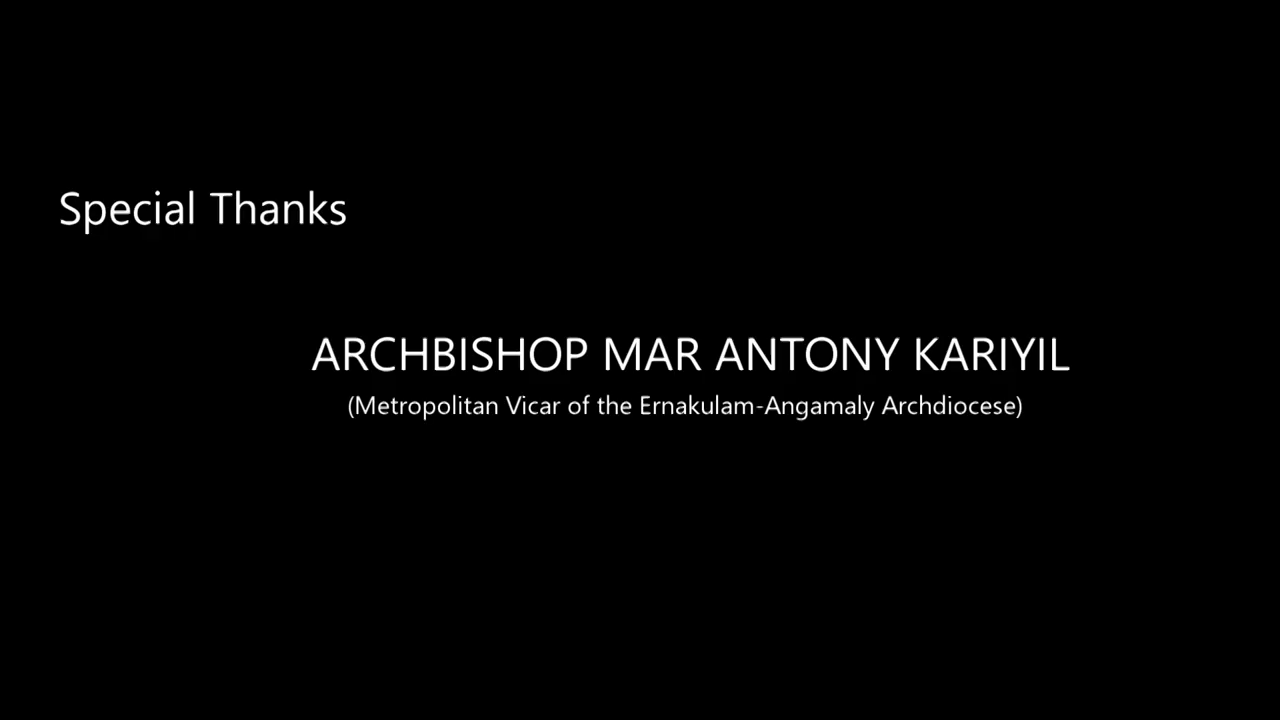 Special Thanks
ARCHBISHOP MAR ANTONY KARIYIL
(Metropolitan Vicar of the Ernakulam-Angamaly Archdiocese)